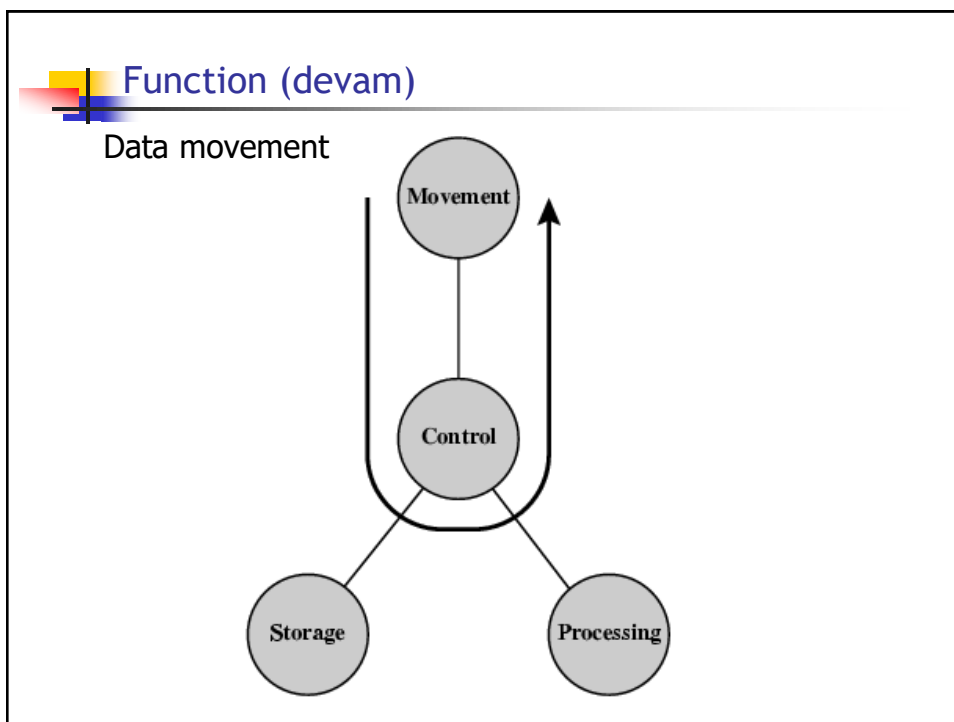 Function (devam)
Data movement
Movement
Control
Storage
Processing